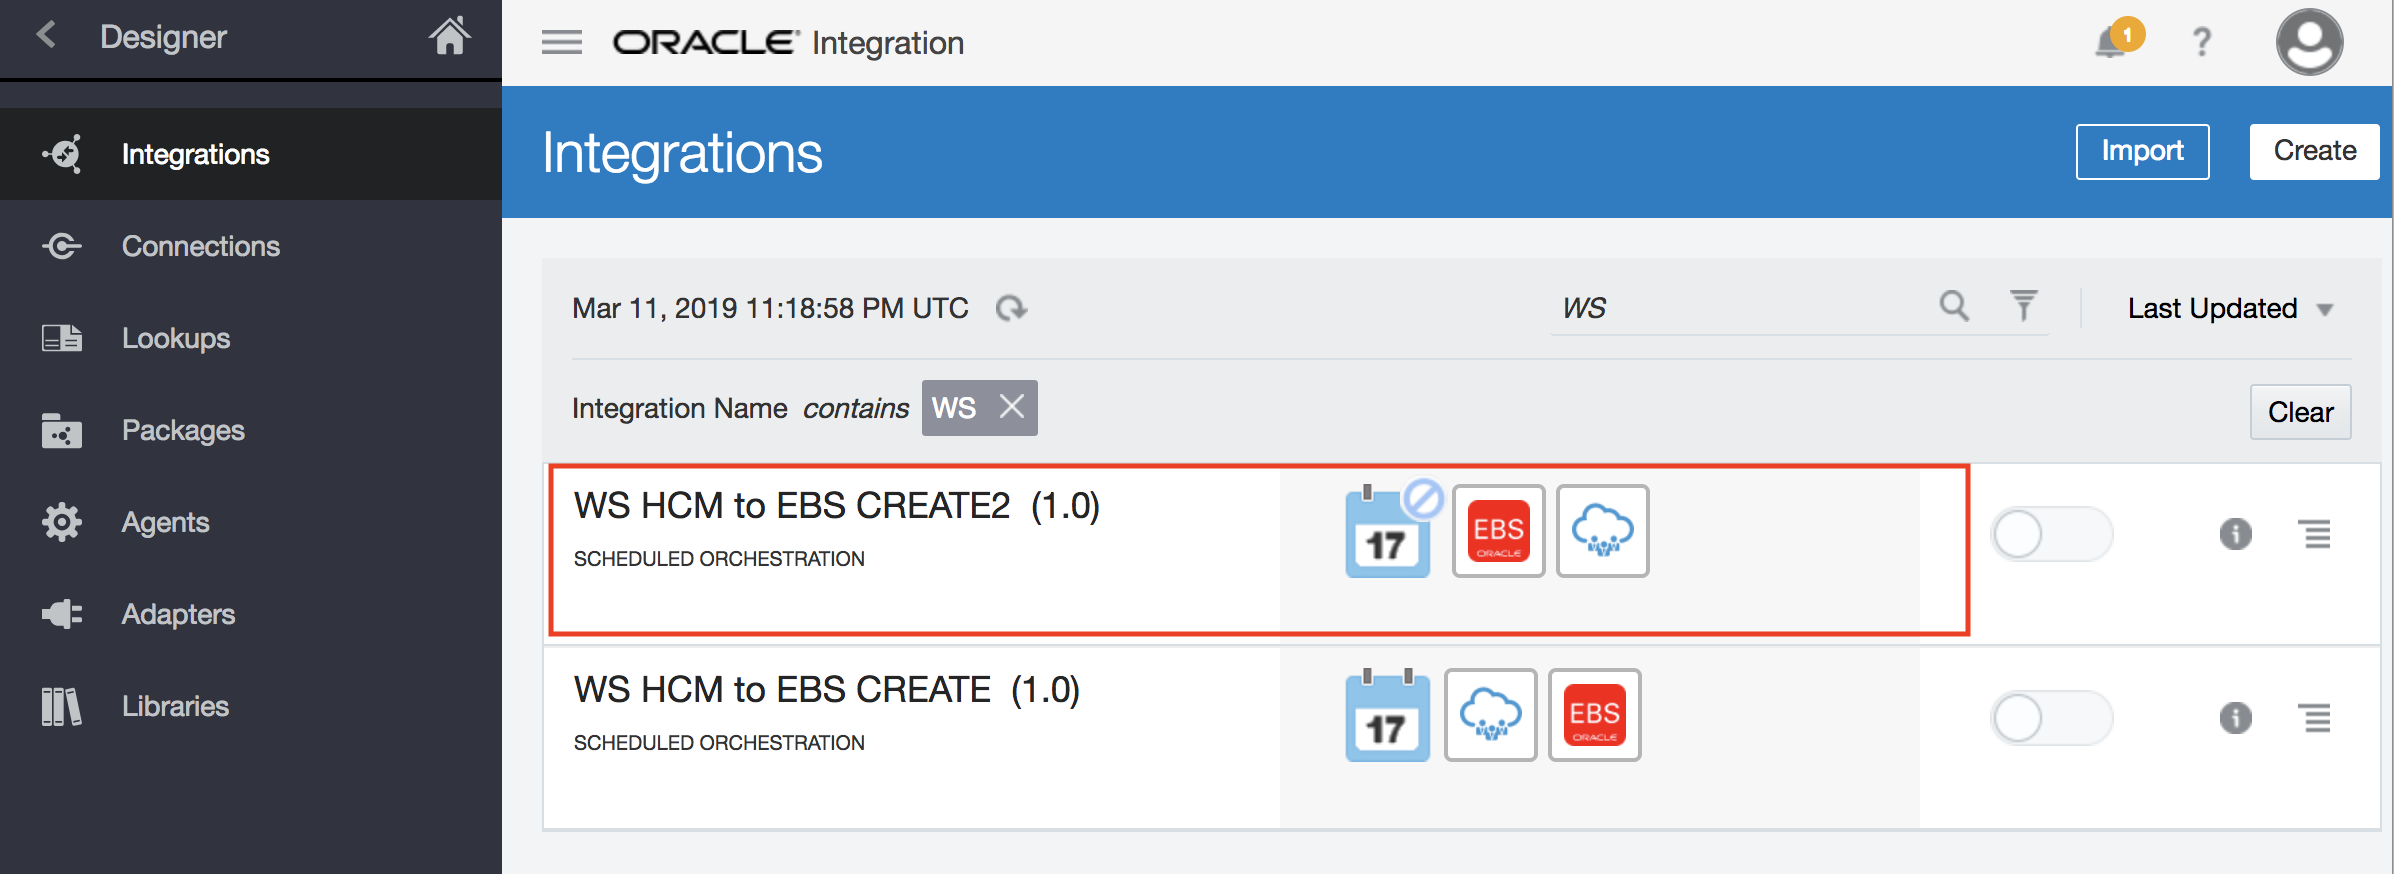 Designer
ORACLE Integration
1
?
Integrations
Connections
Lookups
Packages
Agents
Adapters
Libraries
Integrations
Import
Create
Mar 11, 2019 11:18:58 PM UTC
WS
Last Updated
Integration Name contains WS
Clear
WS HCM to EBS CREATE2 (1.0)
SCHEDULED ORCHESTRATION
17
EBS
ORACLE
WS HCM to EBS CREATE (1.0)
SCHEDULED ORCHESTRATION
17
EBS
ORACLE